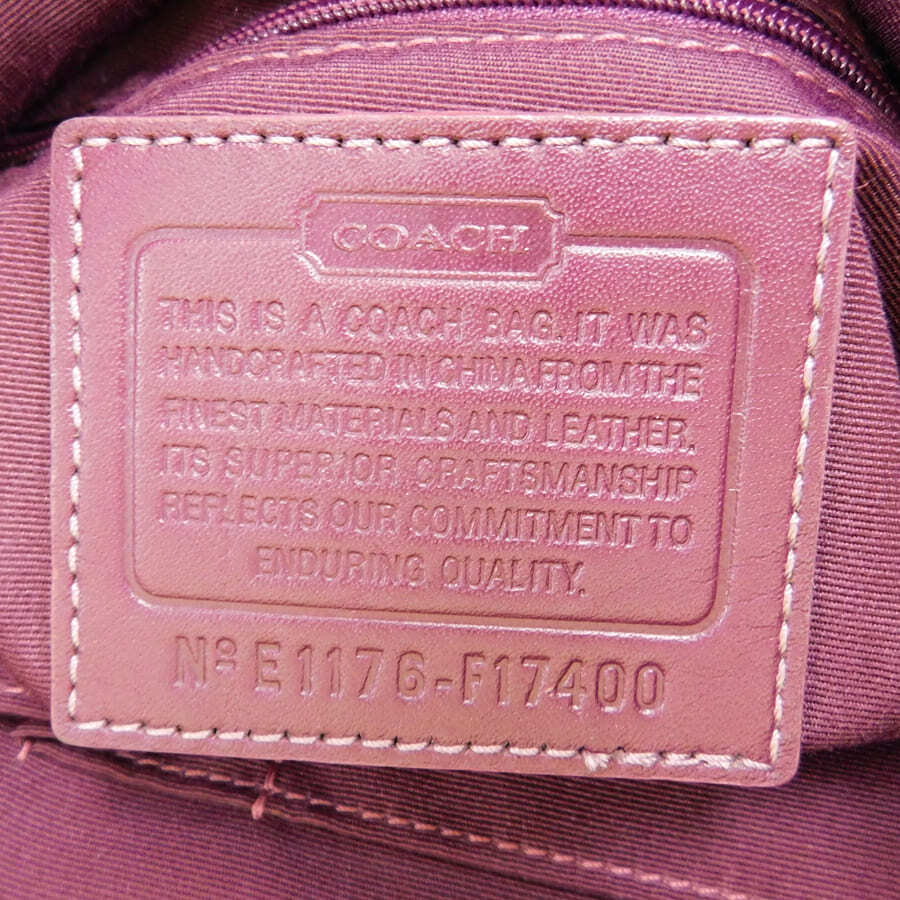 COACH
THIS IS A COACH BAG. IT WAS
HANDCRAFTED IN CHINA FROM THE
FINEST MATERIALS AND LEATHER.
ITS SUPERIOR CRAFTSMANSHIP
REFLECTS OUR COMMITMENT TO
ENDURING QUALITY.
Nº E1176-F17400